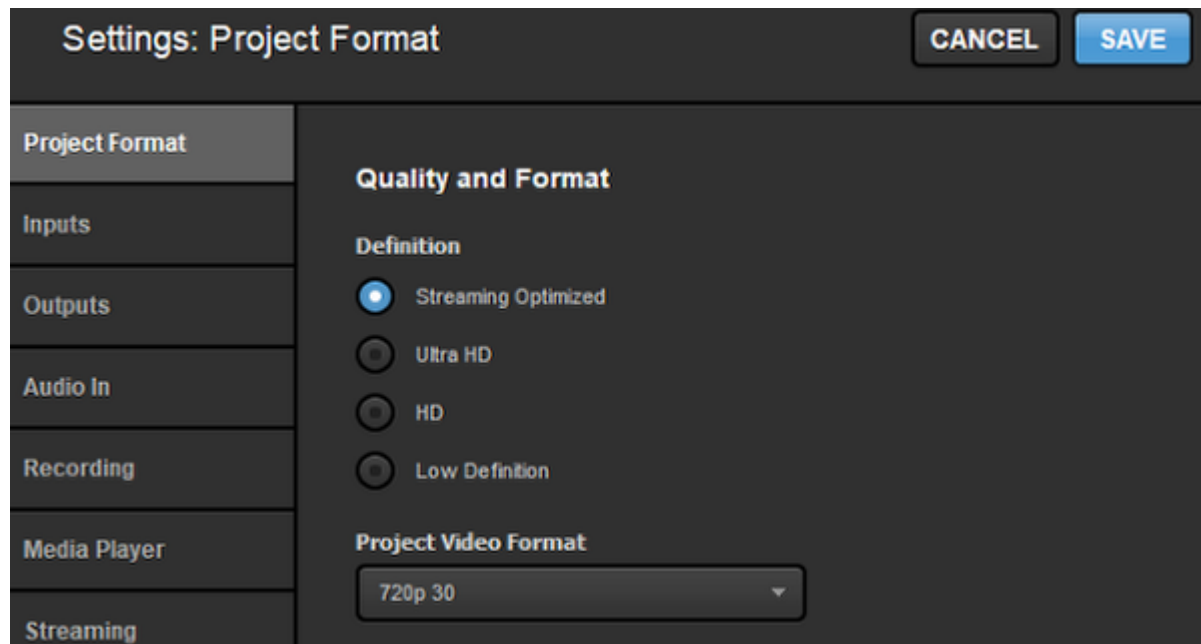 Settings: Project Format
CANCEL
SAVE
Project Format
Inputs
Outputs
Audio In
Recording
Media Player
Streaming
Quality and Format
Definition
Streaming Optimized
Ultra HD
HD
Low Definition
Project Video Format
720p 30